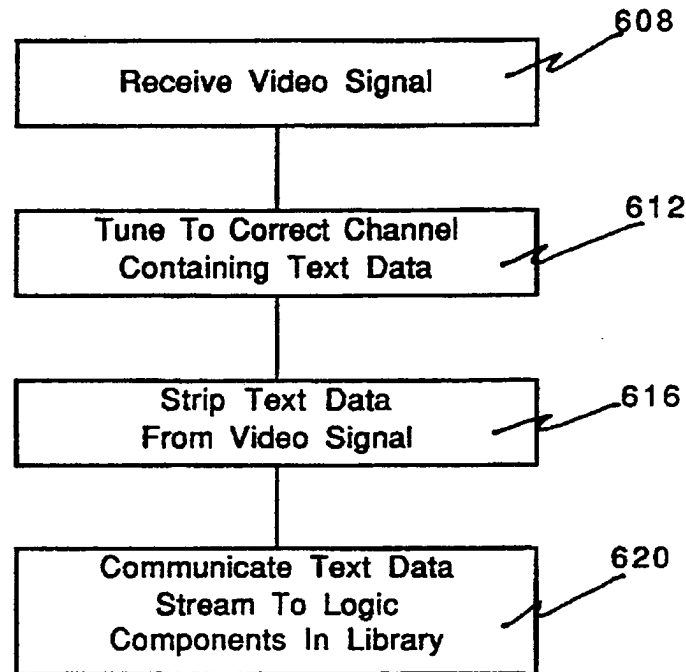 608
Receive Video Signal
612
Tune To Correct Channel
Containing Text Data
616
Strip Text Data
From Video Signal
620
Communicate Text Data
Stream To Logic
Components In Library